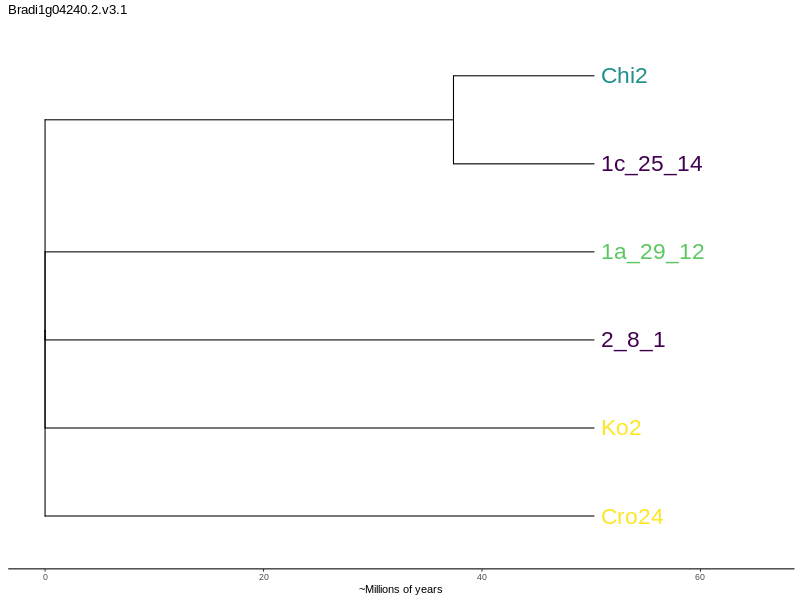 Bradi1g04240.2.v3.1
Chi2
1c_25_14
1a_29_12
2_8_1
Ko2
Cro24
0 20 40 60
~Millions of years